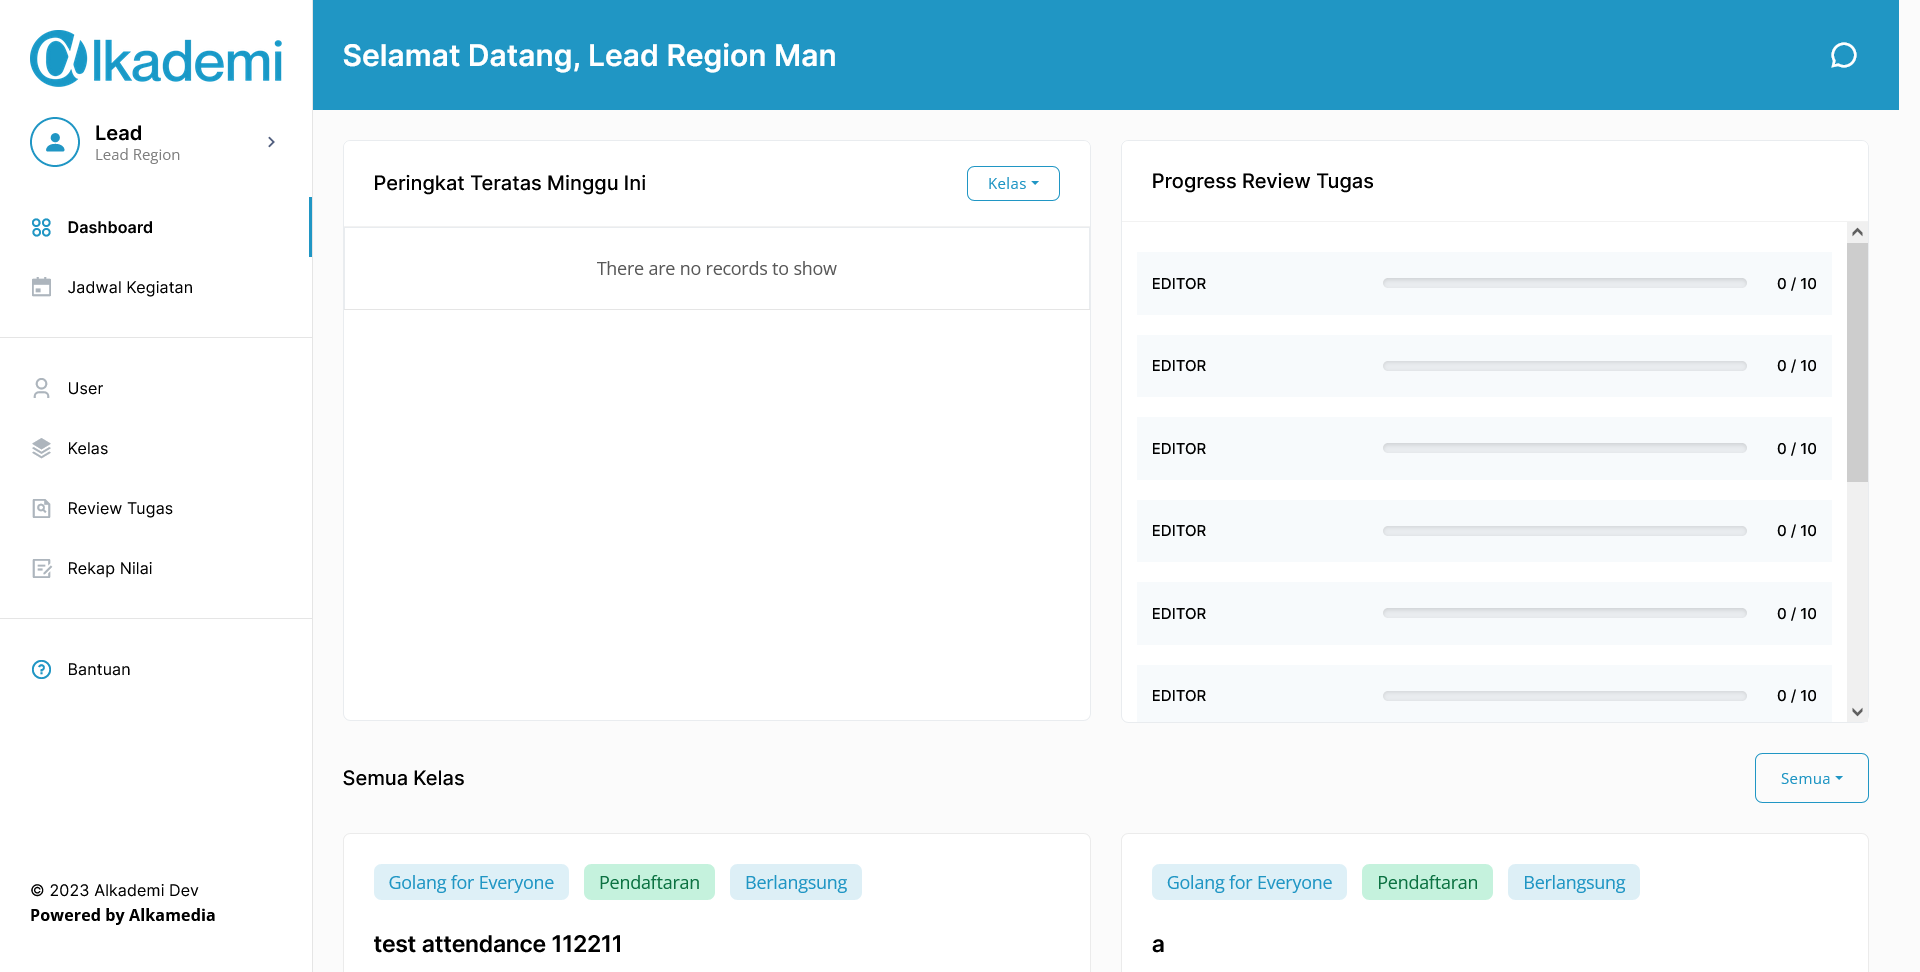 @lkademi
Lead
Lead Region
Dashboard
Jadwal Kegiatan
User
Kelas
Review Tugas
Rekap Nilai
Bantuan
© 2023 Alkademi Dev
Powered by Alkamedia
Selamat Datang, Lead Region Man
Peringkat Teratas Minggu Ini
Kelas
There are no records to show
Progress Review Tugas
EDITOR 0 / 10
EDITOR 0 / 10
EDITOR 0 / 10
EDITOR 0 / 10
EDITOR 0 / 10
EDITOR 0 / 10
Semua Kelas
Semua
Golang for Everyone Pendaftaran Berlangsung
test attendance 112211
Golang for Everyone Pendaftaran Berlangsung
a